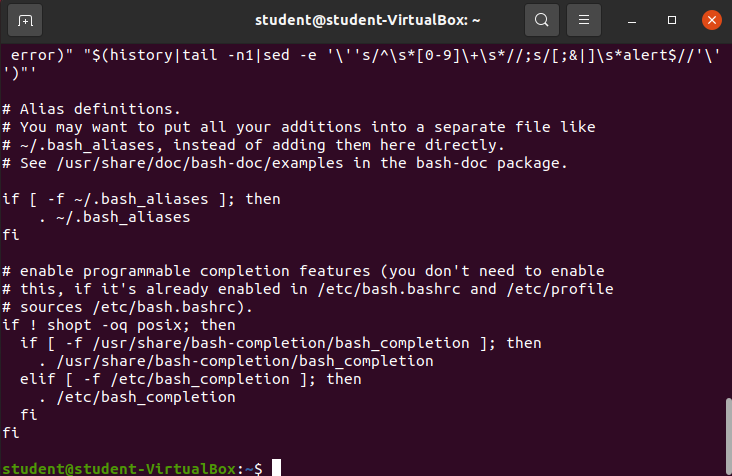 student@student-VirtualBox: ~
 error)" "$(history|tail -n1|sed -e '\''s/^\s*[0-9]\+\s*//;s/[;&|]\s*alert$//'\'
')"'

# Alias definitions.
# You may want to put all your additions into a separate file like
# ~/.bash_aliases, instead of adding them here directly.
# See /usr/share/doc/bash-doc/examples in the bash-doc package.

if [ -f ~/.bash_aliases ]; then
    . ~/.bash_aliases
fi

# enable programmable completion features (you don't need to enable
# this, if it's already enabled in /etc/bash.bashrc and /etc/profile
# sources /etc/bash.bashrc).
if ! shopt -oq posix; then
  if [ -f /usr/share/bash-completion/bash_completion ]; then
    . /usr/share/bash-completion/bash_completion
  elif [ -f /etc/bash_completion ]; then
    . /etc/bash_completion
  fi
fi

student@student-VirtualBox:~$